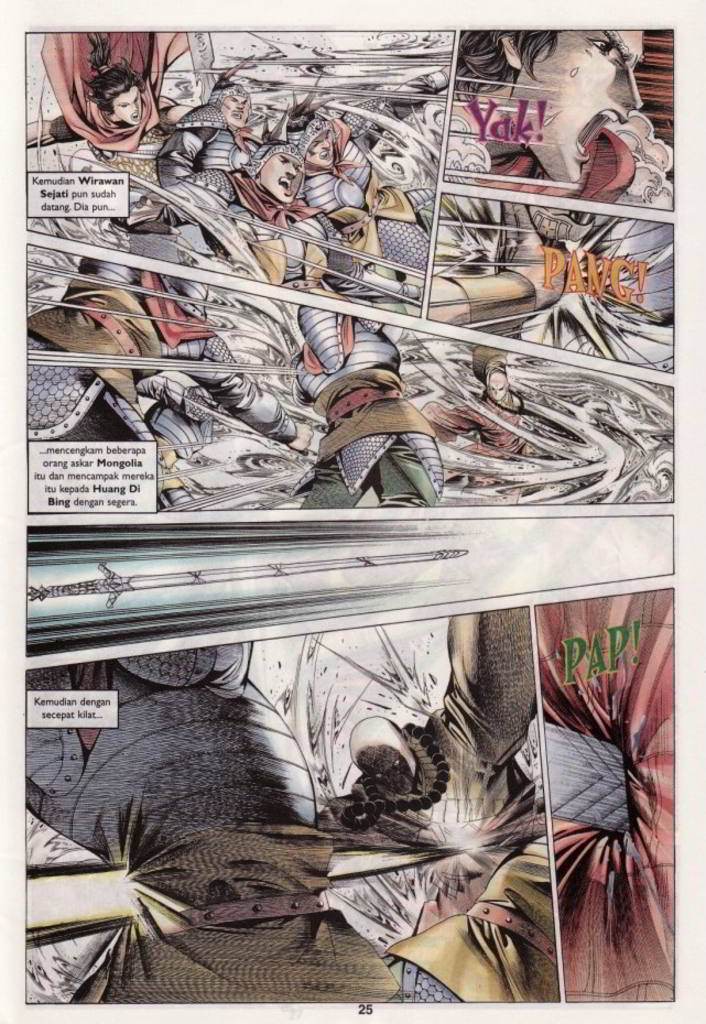 Yak!
Kemudian Wirawan
Sejati pun sudah
datang. Dia pun...
PANG!
...mencengkam beberapa
orang askar Mongolia
itu dan mencampak mereka
itu kepada Huang Di
Bing dengan segera.
Kemudian dengan
secepat kilat...
PAP!
25